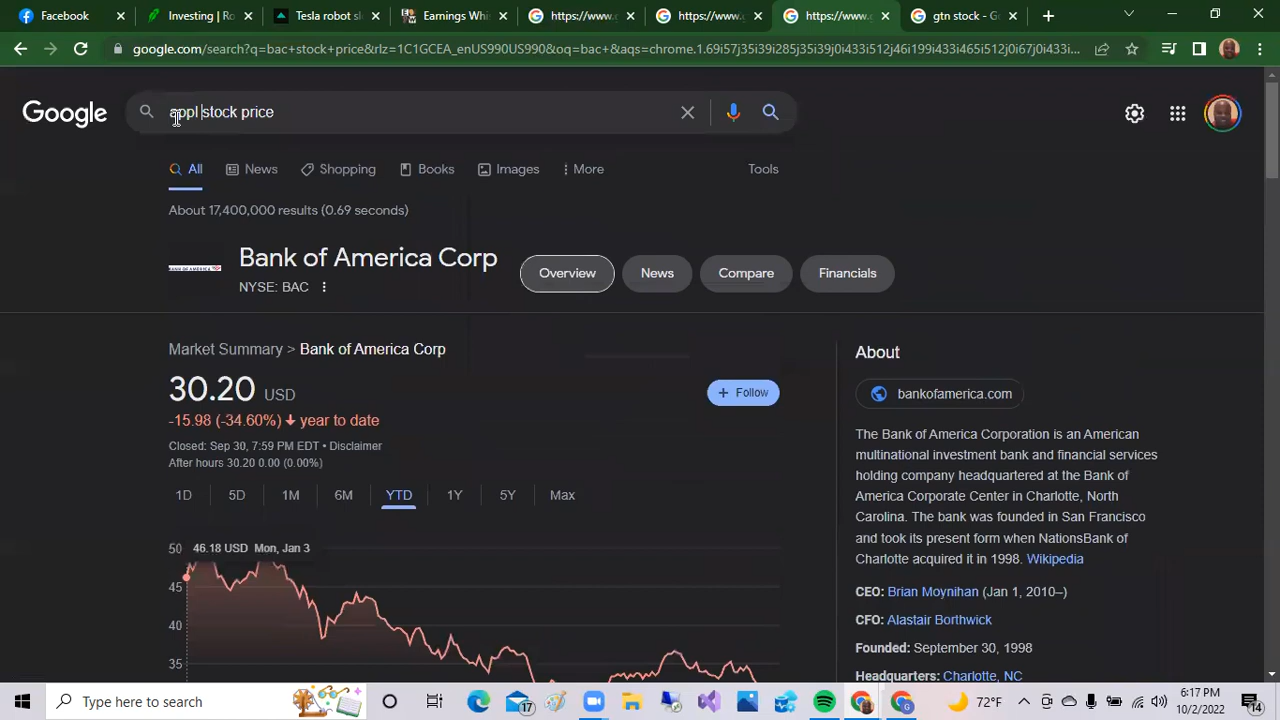 Facebook
Investing | Ro
Tesla robot sl
Earnings Whi
https://www.g
https://www.g
https://www.g
gtn stock - Go
google.com/search?q=bac+stock+price&rlz=1C1GCEA_enUS990US990&oq=bac+&aqs=chrome.1.69i57j35i39i285j35i39j0i433i512j46i199i433i465i512j0i67j0i433i...
Google
appl stock price
All
News
Shopping
Books
Images
More
Tools
About 17,400,000 results (0.69 seconds)
BANK OF AMERICA
Bank of America Corp
NYSE: BAC
Overview
News
Compare
Financials
Market Summary > Bank of America Corp
30.20 USD
+ Follow
-15.98 (-34.60%) year to date
Closed: Sep 30, 7:59 PM EDT • Disclaimer
After hours 30.20 0.00 (0.00%)
1D
5D
1M
6M
YTD
1Y
5Y
Max
50
46.18 USD Mon, Jan 3
45
40
35
About
bankofamerica.com
The Bank of America Corporation is an American
multinational investment bank and financial services
holding company headquartered at the Bank of
America Corporate Center in Charlotte, North
Carolina. The bank was founded in San Francisco
and took its present form when NationsBank of
Charlotte acquired it in 1998. Wikipedia
CEO: Brian Moynihan (Jan 1, 2010–)
CFO: Alastair Borthwick
Founded: September 30, 1998
Headquarters: Charlotte, NC
Type here to search
17
72°F
6:17 PM
10/2/2022
14